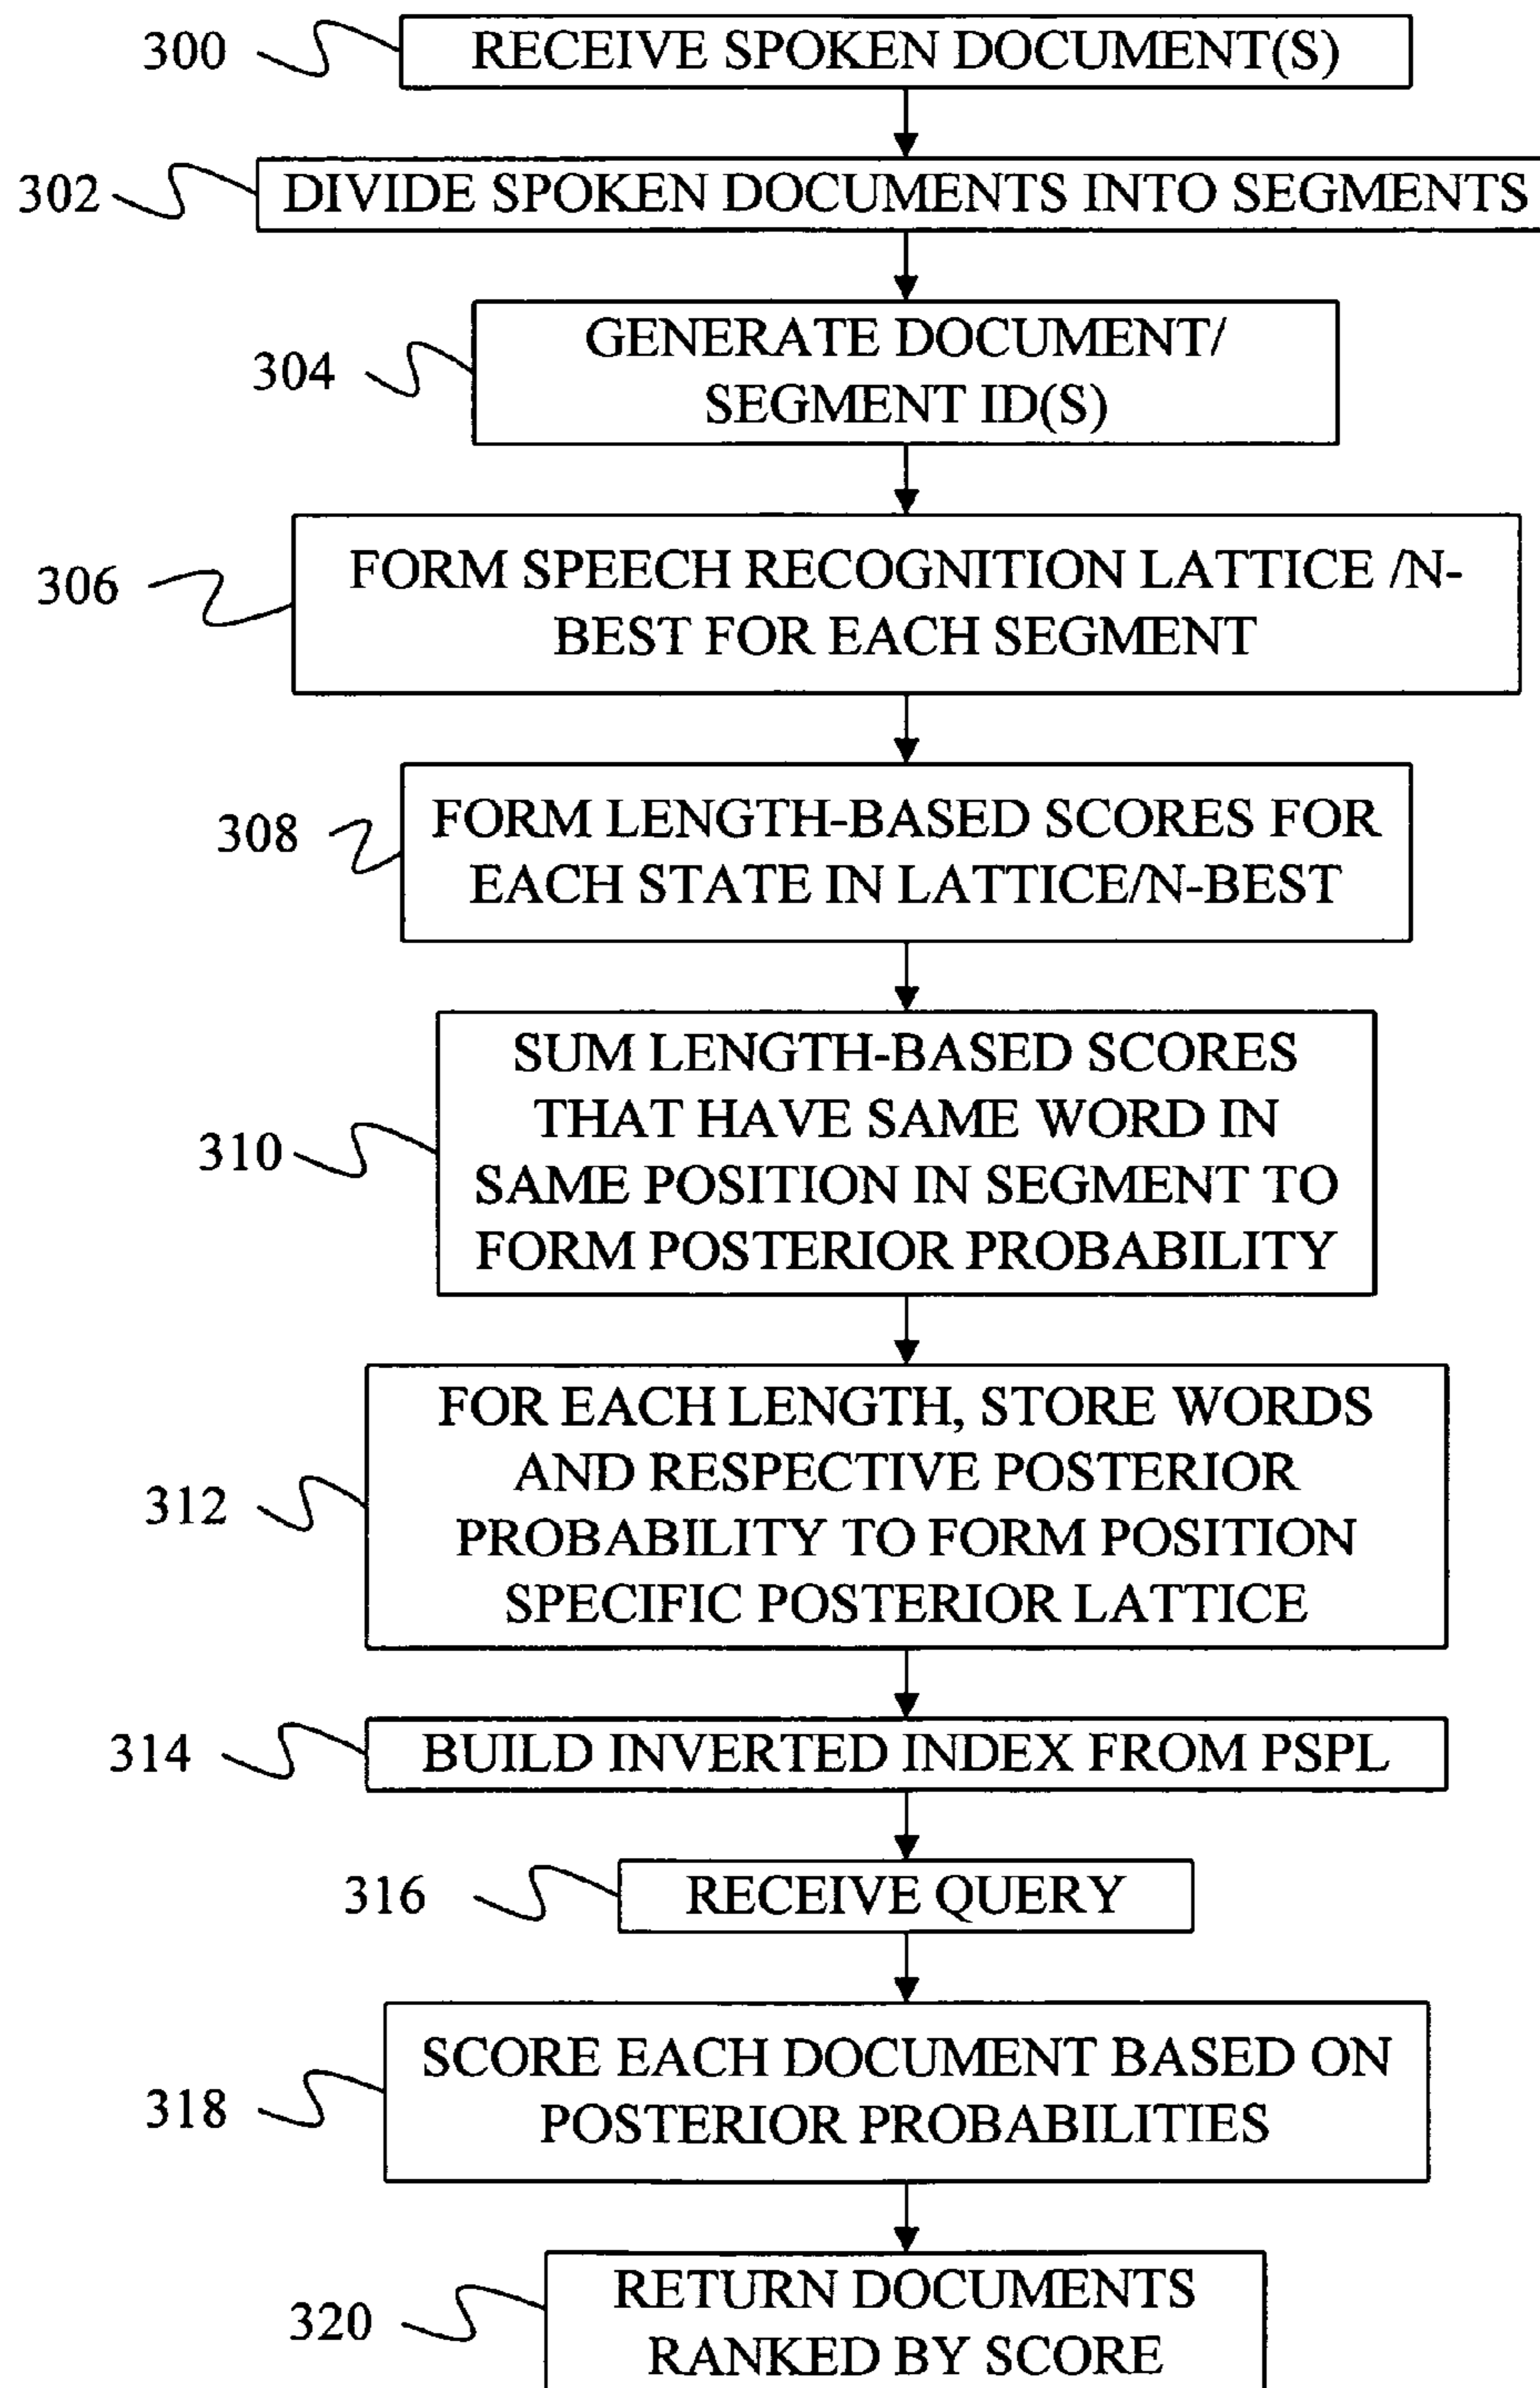 300
RECEIVE SPOKEN DOCUMENT(S)
302
DIVIDE SPOKEN DOCUMENTS INTO SEGMENTS
304
GENERATE DOCUMENT/
SEGMENT ID(S)
306
FORM SPEECH RECOGNITION LATTICE /N-
BEST FOR EACH SEGMENT
308
FORM LENGTH-BASED SCORES FOR
EACH STATE IN LATTICE/N-BEST
310
SUM LENGTH-BASED SCORES
THAT HAVE SAME WORD IN
SAME POSITION IN SEGMENT TO
FORM POSTERIOR PROBABILITY
312
FOR EACH LENGTH, STORE WORDS
AND RESPECTIVE POSTERIOR
PROBABILITY TO FORM POSITION
SPECIFIC POSTERIOR LATTICE
314
BUILD INVERTED INDEX FROM PSPL
316
RECEIVE QUERY
318
SCORE EACH DOCUMENT BASED ON
POSTERIOR PROBABILITIES
320
RETURN DOCUMENTS
RANKED BY SCORE